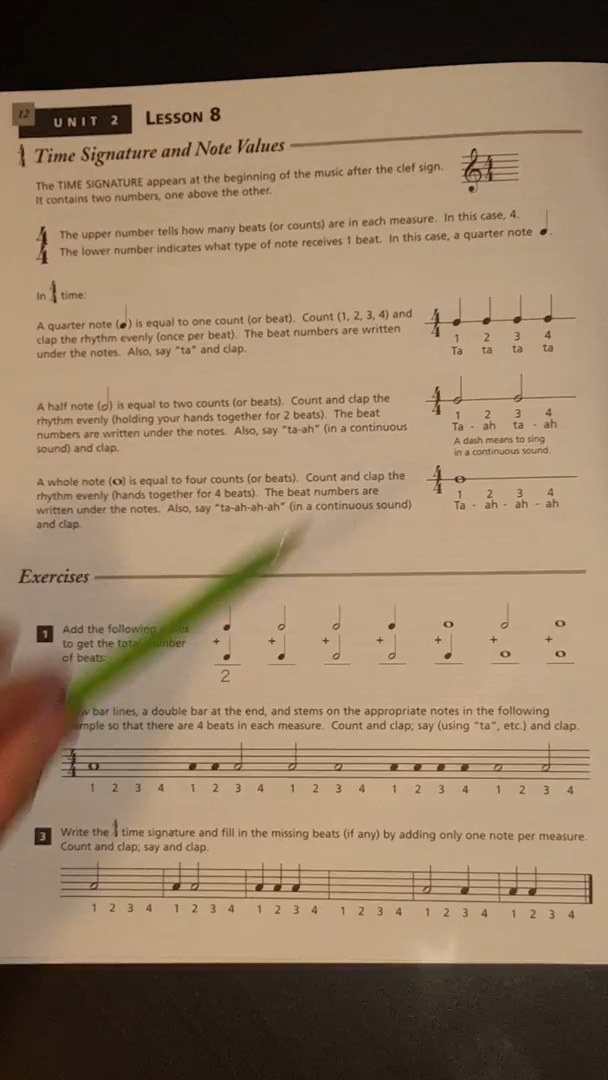 12 UNIT 2 LESSON 8
Time Signature and Note Values
The TIME SIGNATURE appears at the beginning of the music after the clef sign.
It contains two numbers, one above the other.
4 The upper number tells how many beats (or counts) are in each measure. In this case, 4.
4 The lower number indicates what type of note receives 1 beat. In this case, a quarter note.
In 4/4 time:
A quarter note ( ) is equal to one count (or beat). Count (1, 2, 3, 4) and
clap the rhythm evenly (once per beat). The beat numbers are written
under the notes. Also, say "ta" and clap.
4 4
1 2 3 4
Ta ta ta ta
A half note ( ) is equal to two counts (or beats). Count and clap the
rhythm evenly (holding your hands together for 2 beats). The beat
numbers are written under the notes. Also, say "ta-ah" (in a continuous
sound) and clap.
4 4
1 2 3 4
Ta - ah ta - ah
A dash means to sing
in a continuous sound.
A whole note ( ) is equal to four counts (or beats). Count and clap the
rhythm evenly (hands together for 4 beats). The beat numbers are
written under the notes. Also, say "ta-ah-ah-ah" (in a continuous sound)
and clap.
4 4
1 2 3 4
Ta - ah - ah - ah
Exercises
1 Add the following
to get the total number
of beats:
+ + + + + + +
2
bar lines, a double bar at the end, and stems on the appropriate notes in the following
so that there are 4 beats in each measure. Count and clap; say (using "ta", etc.) and clap.
4 4
1 2 3 4 1 2 3 4 1 2 3 4 1 2 3 4 1 2 3 4
3 Write the 4/4 time signature and fill in the missing beats (if any) by adding only one note per measure.
Count and clap; say and clap.
1 2 3 4 1 2 3 4 1 2 3 4 1 2 3 4 1 2 3 4 1 2 3 4